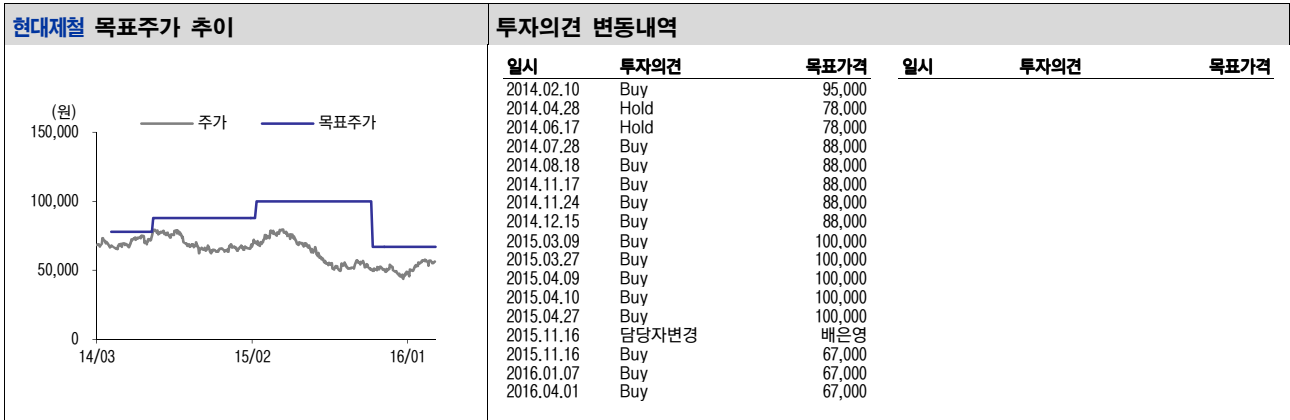 현대제철 목표주가 추이
(원)
주가 목표주가
150,000
100,000
50,000
0
14/03 15/02 16/01
투자의견 변동내역
일시 투자의견 목표가격 일시 투자의견 목표가격
2014.02.10 Buy 95,000
2014.04.28 Hold 78,000
2014.06.17 Hold 78,000
2014.07.28 Buy 88,000
2014.08.18 Buy 88,000
2014.11.17 Buy 88,000
2014.11.24 Buy 88,000
2014.12.15 Buy 88,000
2015.03.09 Buy 100,000
2015.03.27 Buy 100,000
2015.04.09 Buy 100,000
2015.04.10 Buy 100,000
2015.04.27 Buy 100,000
2015.11.16 담당자변경 배은영
2015.11.16 Buy 67,000
2016.01.07 Buy 67,000
2016.04.01 Buy 67,000